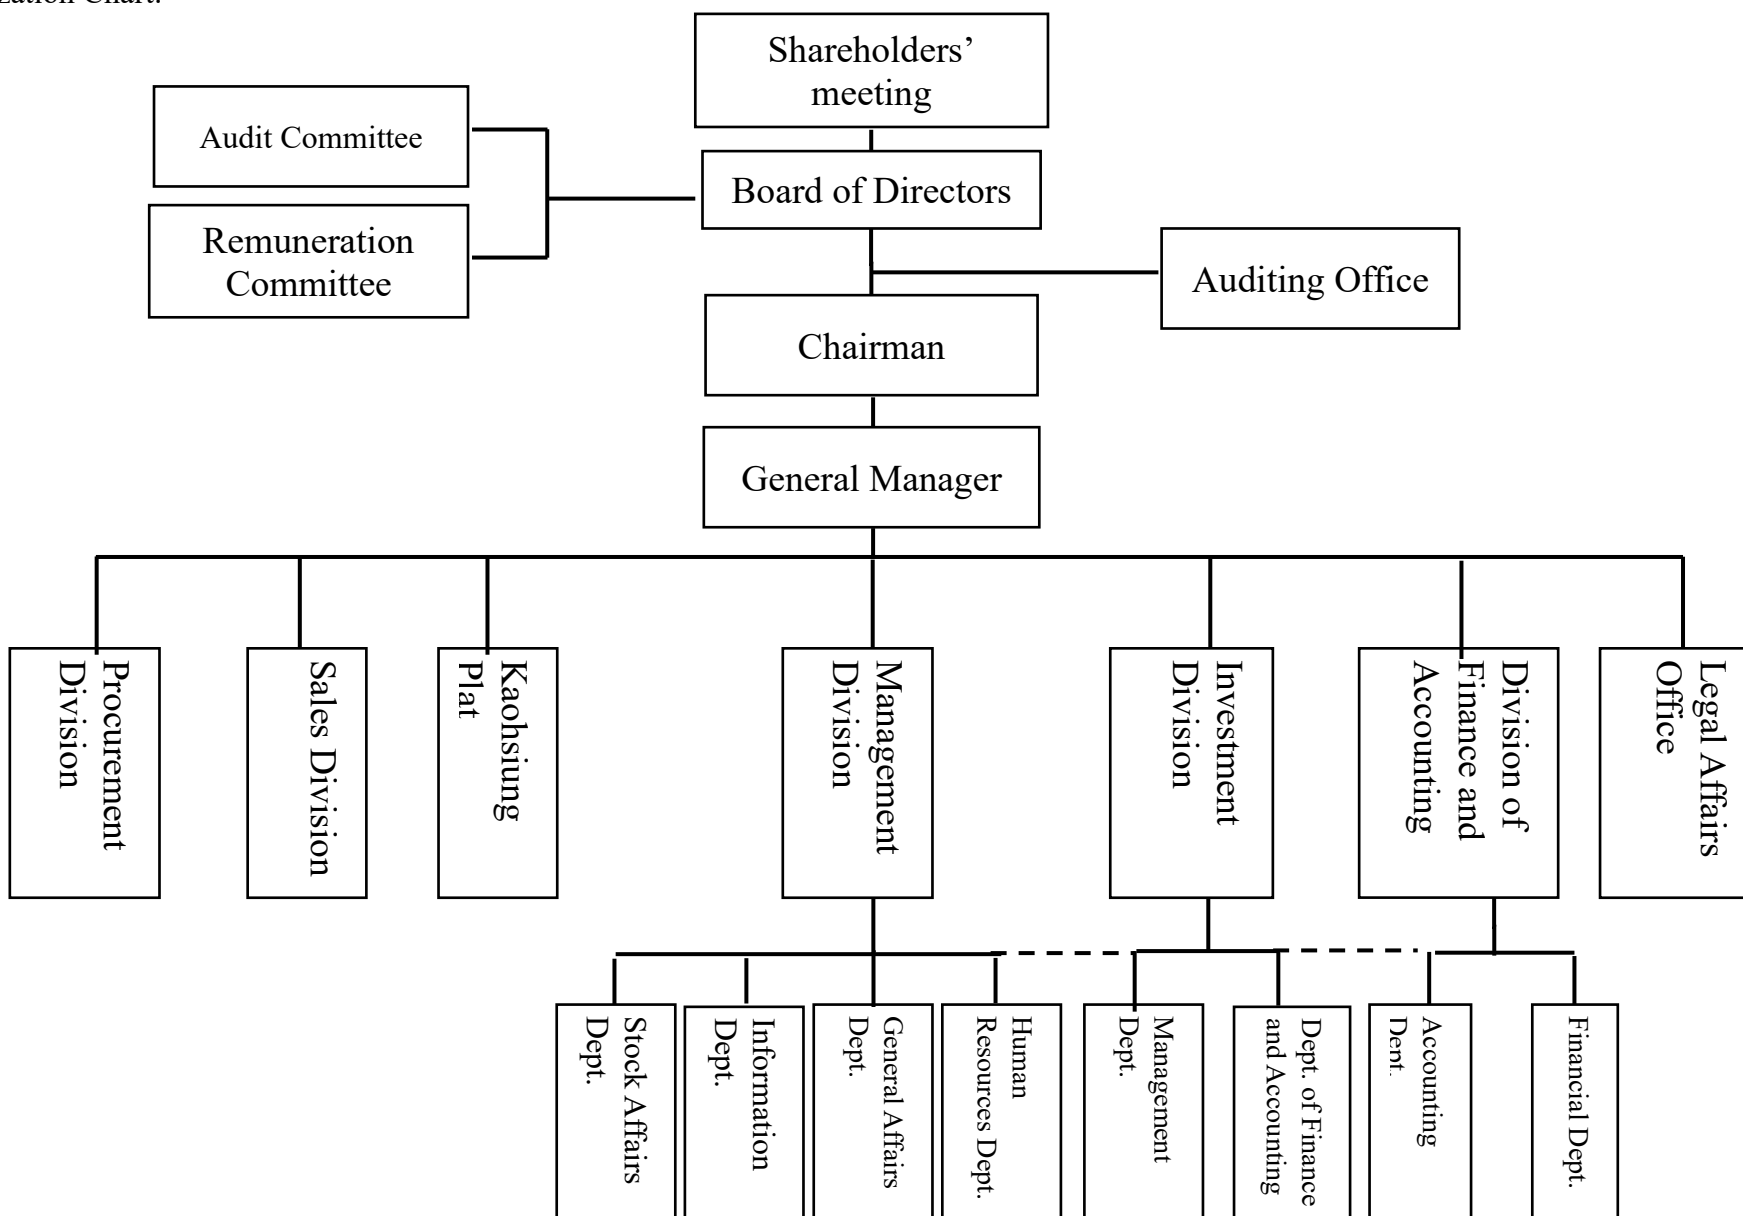 Shareholders’
meeting
Audit Committee
Board of Directors
Remuneration
Committee
Auditing Office
Chairman
General Manager
Procurement
Division
Sales Division
Kaohsiung
Plat
Management
Division
Investment
Division
Division of
Finance and
Accounting
Legal Affairs
Office
Stock Affairs
Dept.
Information
Dept.
General Affairs
Dept.
Human
Resources Dept.
Management
Dept.
Dept. of Finance
and Accounting
Accounting
Dept.
Financial Dept.